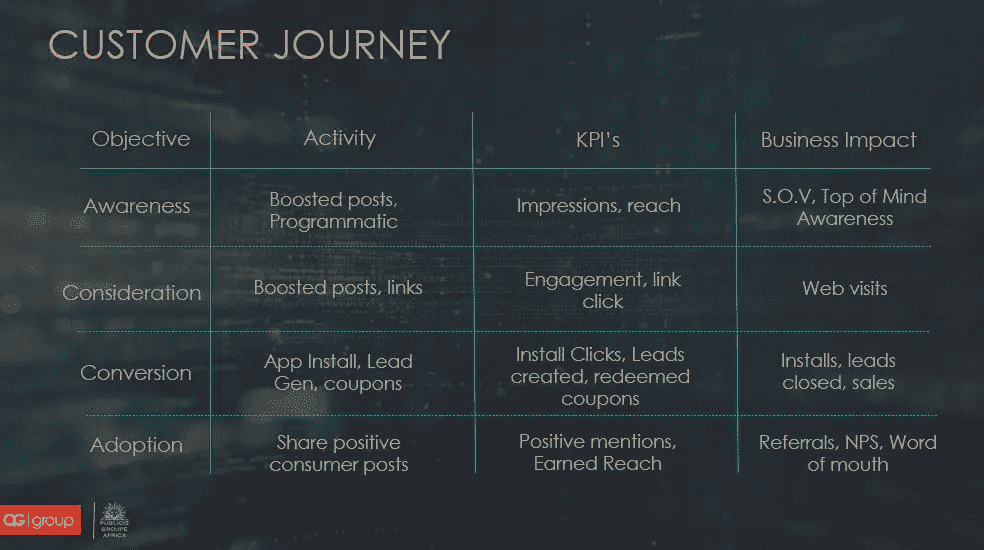 CUSTOMER JOURNEY
Objective
Activity
KPI's
Business Impact
Awareness
Boosted posts,
Programmatic
Impressions, reach
S.O.V, Top of Mind
Awareness
Consideration
Boosted posts, links
Engagement, link
click
Web visits
Conversion
App Install, Lead
Gen, coupons
Install Clicks, Leads
created, redeemed
coupons
Installs, leads
closed, sales
Adoption
Share positive
consumer posts
Positive mentions,
Earned Reach
Referrals, NPS, Word
of mouth
QG|group
PUBLICIS
GROUPE
AFRICA